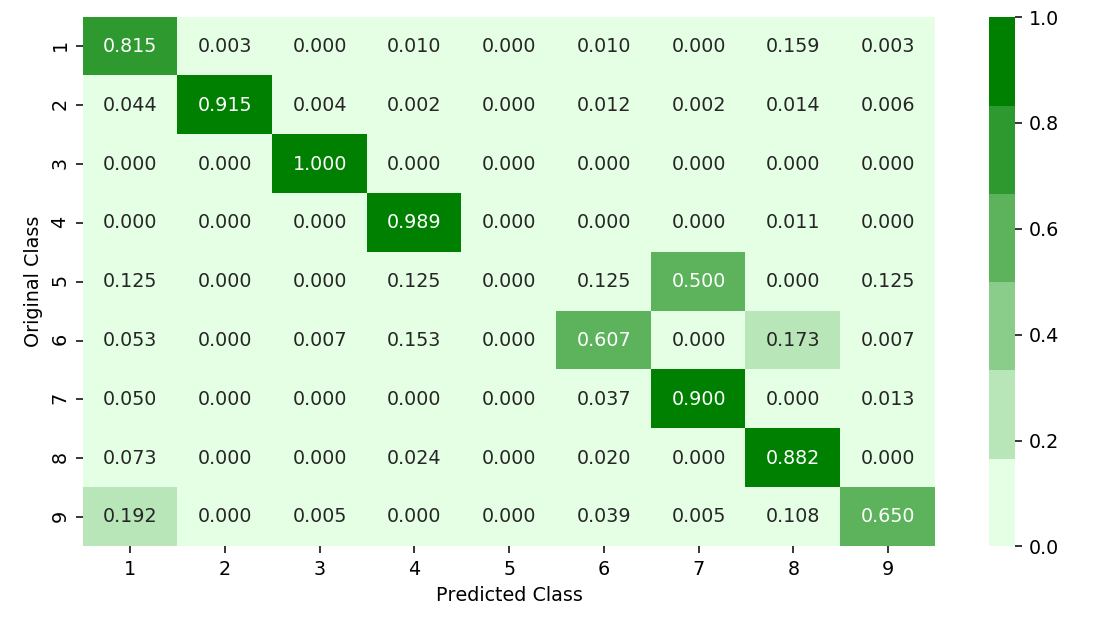 1 0.815 0.003 0.000 0.010 0.000 0.010 0.000 0.159 0.003
2 0.044 0.915 0.004 0.002 0.000 0.012 0.002 0.014 0.006
3 0.000 0.000 1.000 0.000 0.000 0.000 0.000 0.000 0.000
4 0.000 0.000 0.000 0.989 0.000 0.000 0.000 0.011 0.000
5 0.125 0.000 0.000 0.125 0.000 0.125 0.500 0.000 0.125
6 0.053 0.000 0.007 0.153 0.000 0.607 0.000 0.173 0.007
7 0.050 0.000 0.000 0.000 0.000 0.037 0.900 0.000 0.013
8 0.073 0.000 0.000 0.024 0.000 0.020 0.000 0.882 0.000
9 0.192 0.000 0.005 0.000 0.000 0.039 0.005 0.108 0.650
1 2 3 4 5 6 7 8 9
Predicted Class
Original Class
1.0
0.8
0.6
0.4
0.2
0.0